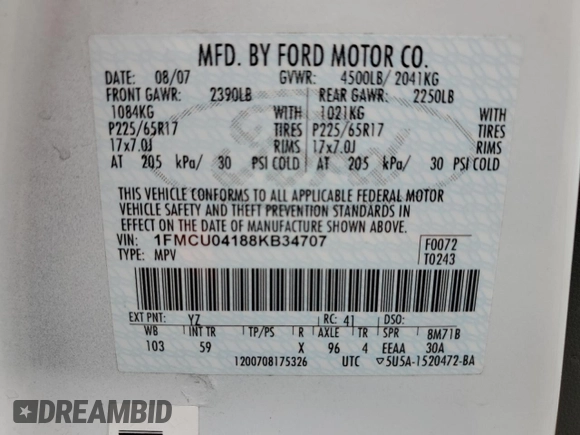 MFD. BY FORD MOTOR CO.
DATE: 08/07 GVWR: 4500LB/ 2041KG
FRONT GAWR: 2390LB REAR GAWR: 2250LB
1084KG WITH 1021KG WITH
P225/65R17 TIRES P225/65R17 TIRES
17x7.0J RIMS 17x7.0J RIMS
AT 205 kPa/ 30 PSI COLD AT 205 kPa/ 30 PSI COLD
THIS VEHICLE CONFORMS TO ALL APPLICABLE FEDERAL MOTOR
VEHICLE SAFETY AND THEFT PREVENTION STANDARDS IN
EFFECT ON THE DATE OF MANUFACTURE SHOWN ABOVE.
VIN: 1FMCU04188KB34707 F0072
TYPE: MPV T0243
EXT PNT: YZ RC: 41 DSO:
WB INT TR TP/PS R AXLE TR SPR BM71B
103 59 X 96 4 EEAA 30A
1200708175326 UTC ▽5U5A-1520472-BA
DREAMBID